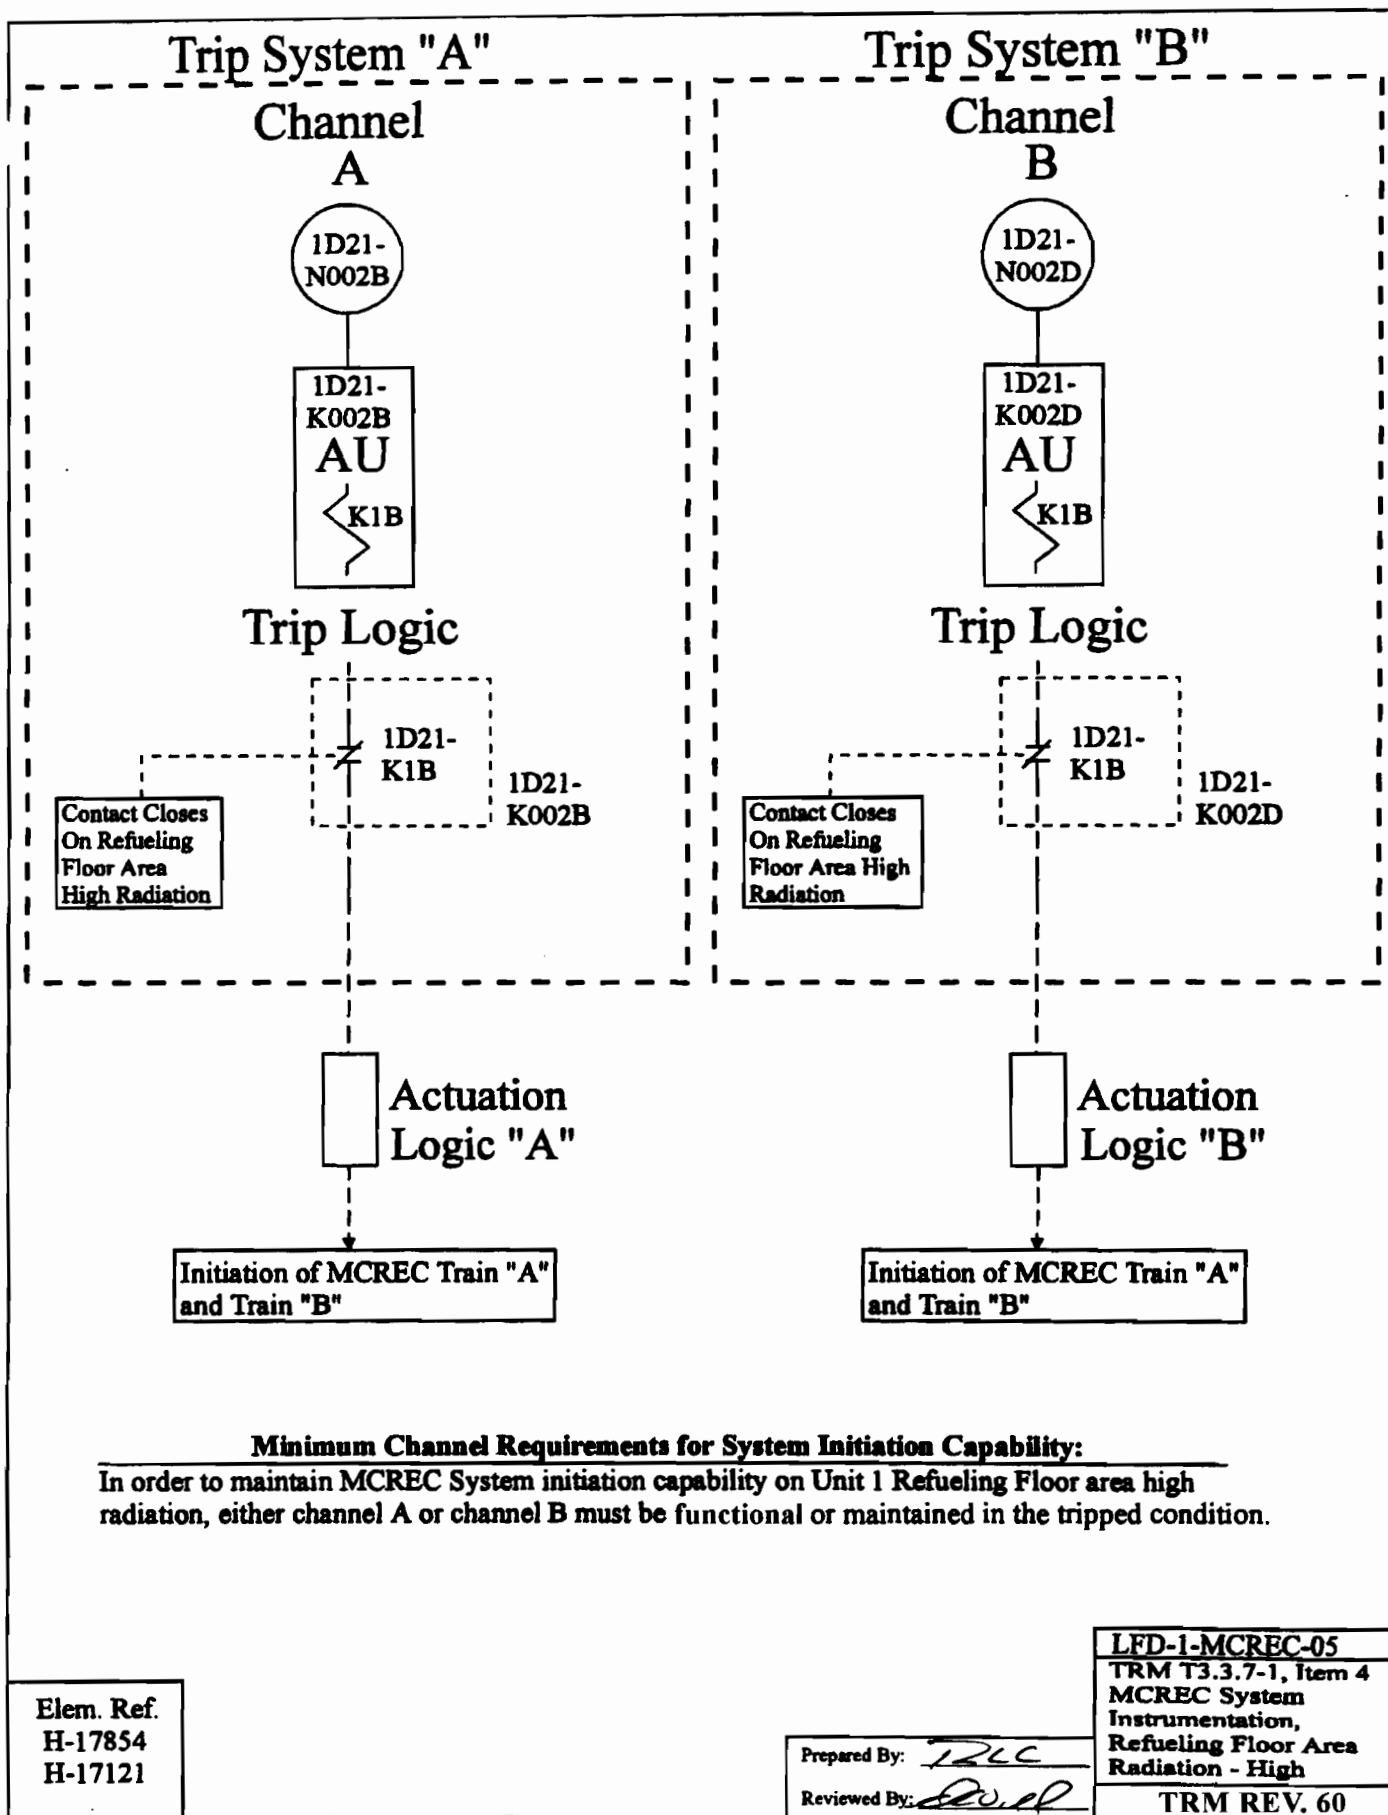 Trip System "A"
Channel
A
1D21-
N002B
1D21-
K002B
AU
K1B
Trip Logic
1D21-
K1B
1D21-
K002B
Contact Closes
On Refueling
Floor Area
High Radiation
Actuation
Logic "A"
Initiation of MCREC Train "A"
and Train "B"
Trip System "B"
Channel
B
1D21-
N002D
1D21-
K002D
AU
K1B
Trip Logic
1D21-
K1B
1D21-
K002D
Contact Closes
On Refueling
Floor Area High
Radiation
Actuation
Logic "B"
Initiation of MCREC Train "A"
and Train "B"
Minimum Channel Requirements for System Initiation Capability:
In order to maintain MCREC System initiation capability on Unit 1 Refueling Floor area high
radiation, either channel A or channel B must be functional or maintained in the tripped condition.
Elem. Ref.
H-17854
H-17121
Prepared By:
Reviewed By:
LFD-1-MCREC-05
TRM T3.3.7-1, Item 4
MCREC System
Instrumentation,
Refueling Floor Area
Radiation - High
TRM REV. 60